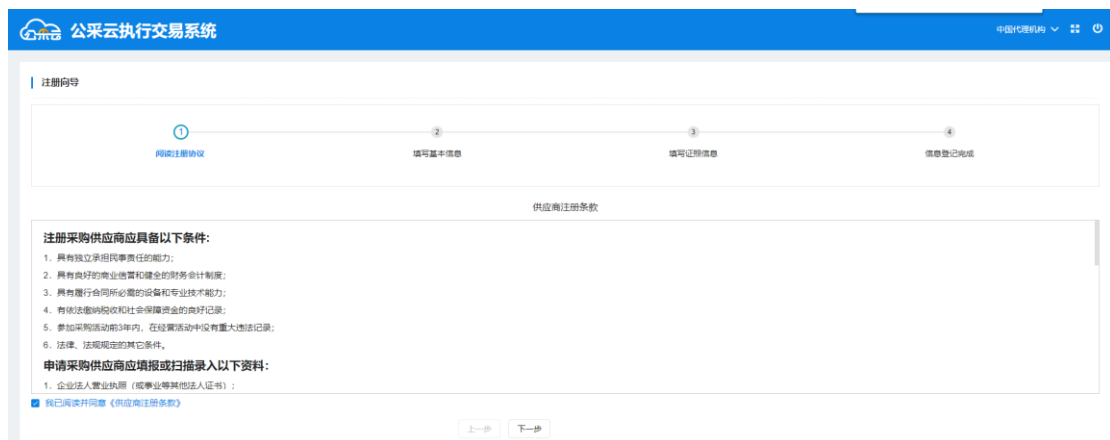 公采云 公采云执行交易系统
中国代理机构
注册向导
1 2 3 4
阅读注册协议 填写基本信息 填写证照信息 信息登记完成
供应商注册条款
注册采购供应商应具备以下条件:
1、具有独立承担民事责任的能力;
2、具有良好的商业信誉和健全的财务会计制度;
3、具有履行合同所必需的设备和专业技术能力;
4、有依法缴纳税收和社会保障资金的良好记录;
5、参加采购活动前3年内，在经营活动中没有重大违法记录;
6、法律、法规规定的其它条件。
申请采购供应商应填报或扫描录入以下资料:
1、企业法人营业执照（或事业等其他法人证书）;
我已阅读并同意《供应商注册条款》
上一步 下一步